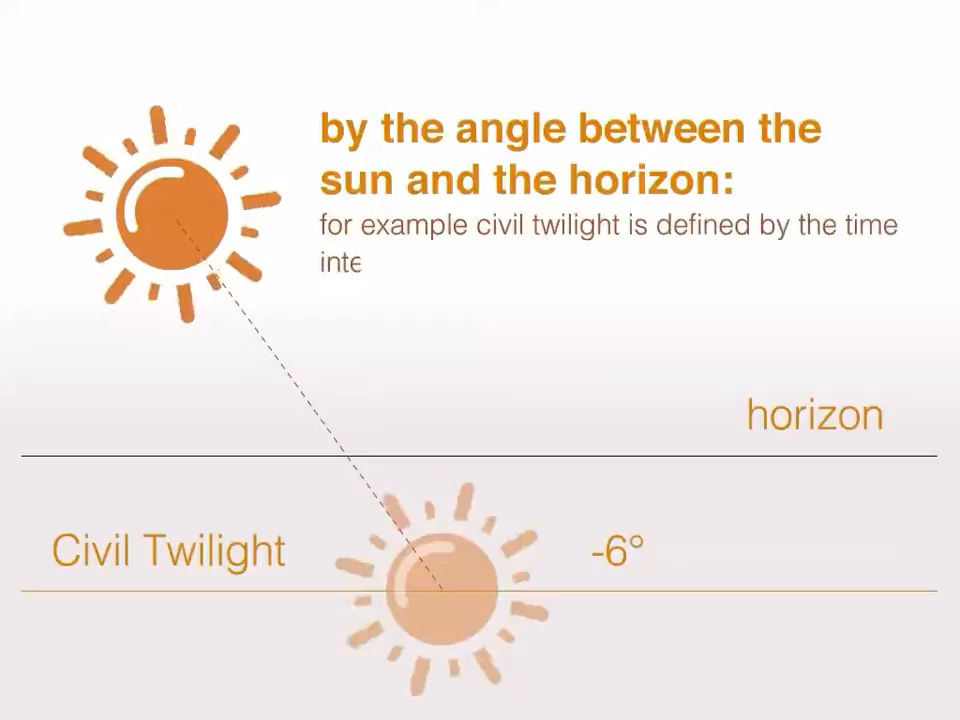 by the angle between the
sun and the horizon:
for example civil twilight is defined by the time
inte
horizon
Civil Twilight
-6°